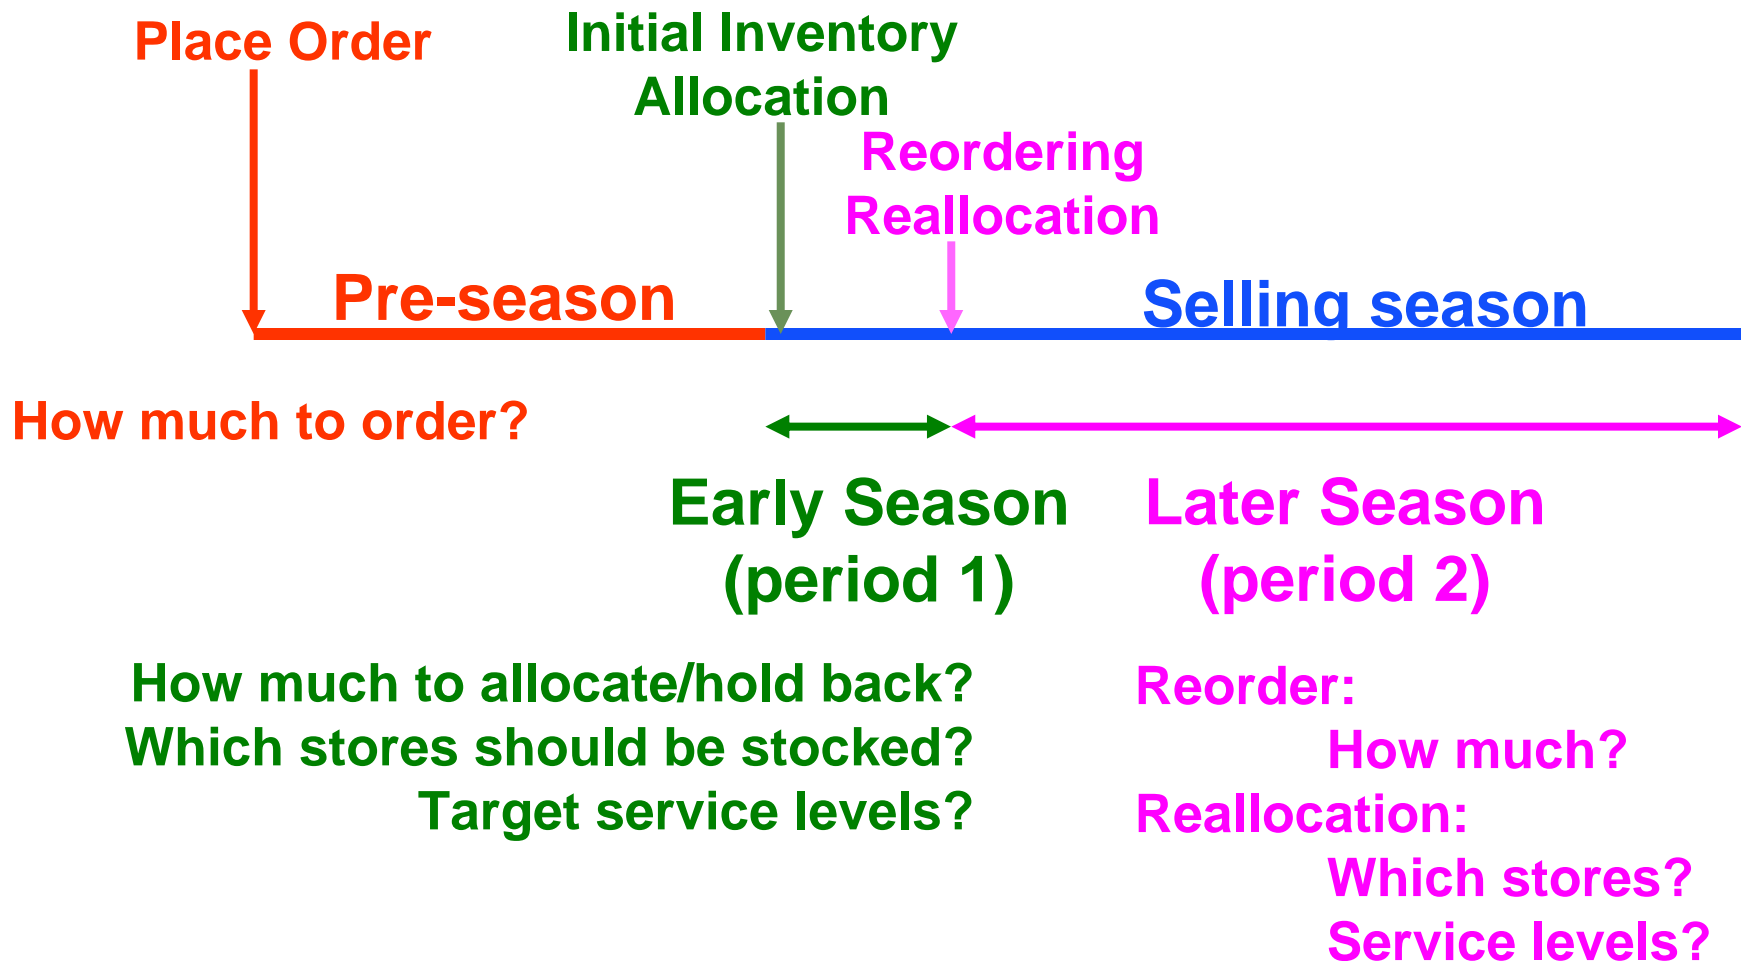 Place Order
Initial Inventory
Allocation
Reordering
Reallocation
Pre-season
Selling season
How much to order?
Early Season
(period 1)
Later Season
(period 2)
How much to allocate/hold back?
Which stores should be stocked?
Target service levels?
Reorder:
How much?
Reallocation:
Which stores?
Service levels?